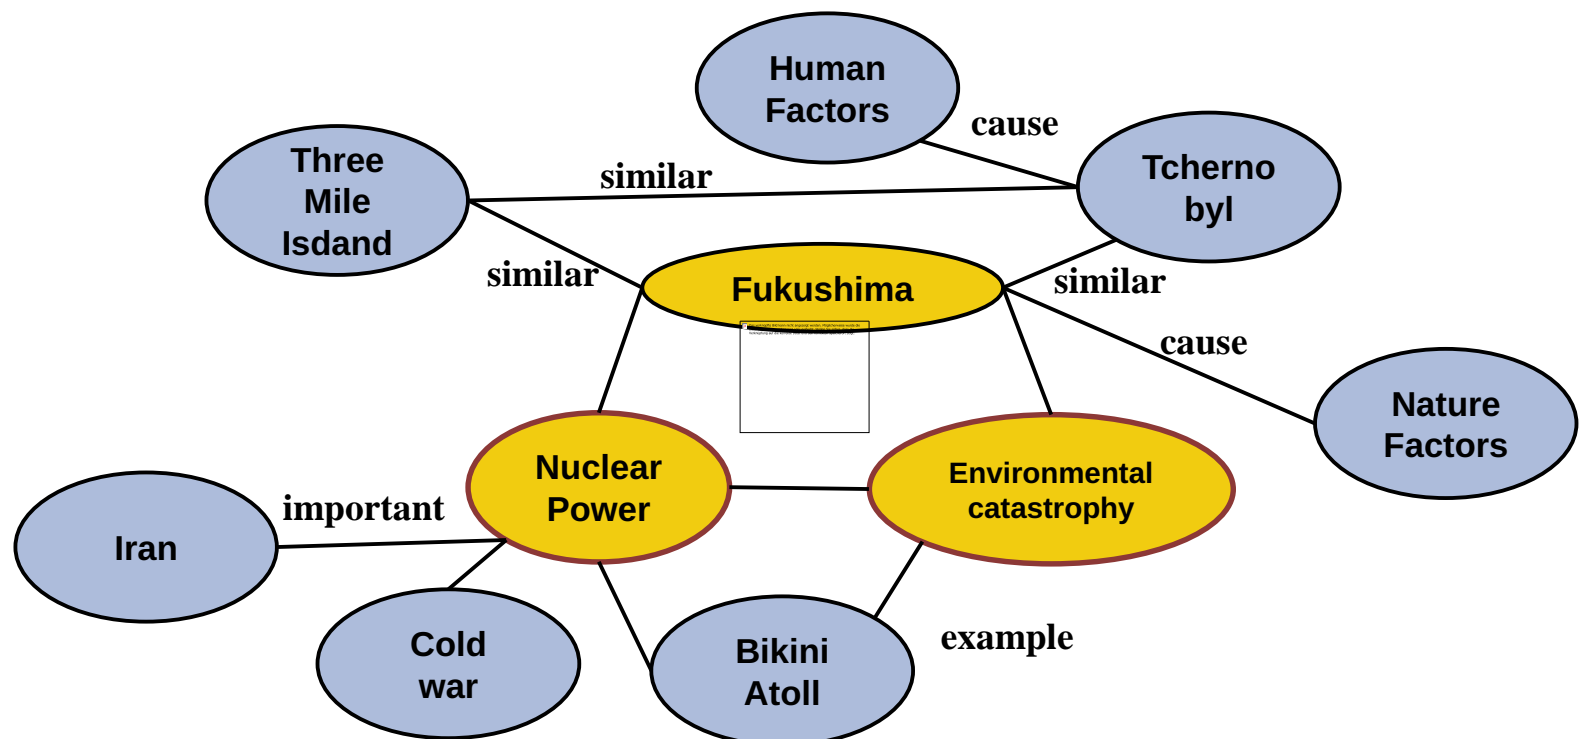 Human
Factors
cause
Three
Mile
Isdand
similar
Tcherno
byl
similar
Fukushima
similar
cause
Nature
Factors
Nuclear
Power
Environmental
catastrophy
important
Iran
Cold
war
Bikini
Atoll
example